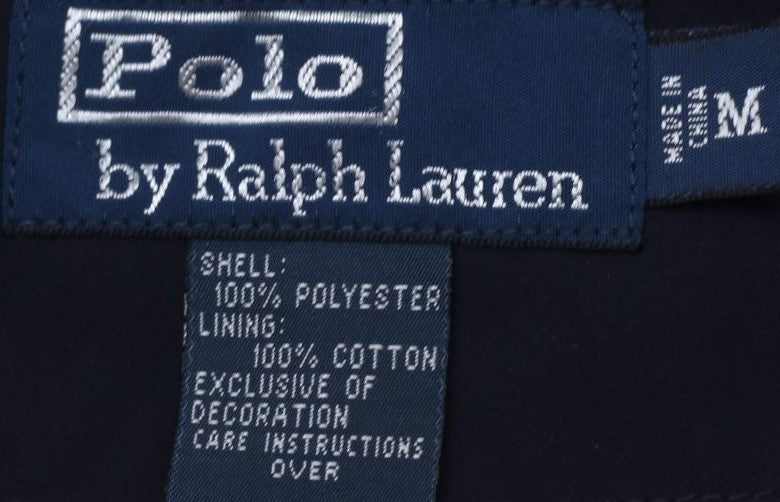 Polo
by Ralph Lauren
MADE IN
CHINA
M
SHELL:
100% POLYESTER
LINING:
100% COTTON
EXCLUSIVE OF
DECORATION
CARE INSTRUCTIONS
OVER